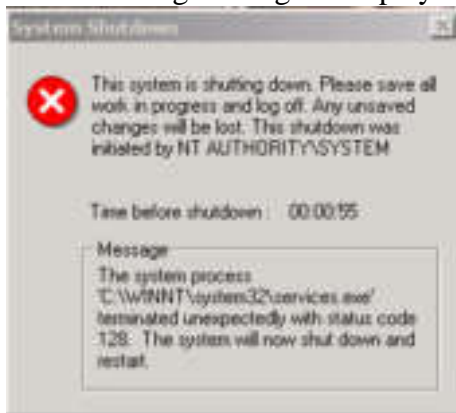 System Shutdown
This system is shutting down. Please save all
work in progress and log off. Any unsaved
changes will be lost. This shutdown was
initiated by NT AUTHORITY\SYSTEM
Time before shutdown : 00:00:55
Message
The system process
'C:\WINNT\system32\services.exe'
terminated unexpectedly with status code
128. The system will now shut down and
restart.